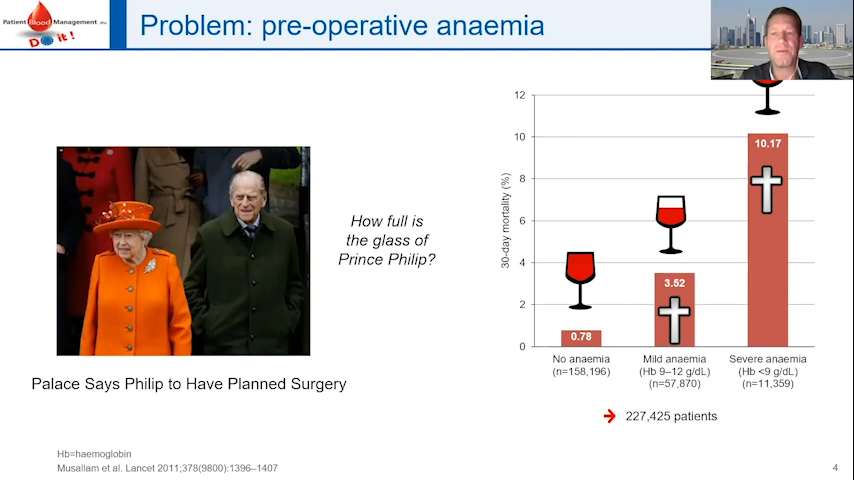 Patient Blood Management.eu
Do it!
Problem: pre-operative anaemia
How full is
the glass of
Prince Philip?
Palace Says Philip to Have Planned Surgery
30-day mortality (%)
12
10
8
6
4
2
0
0.78
3.52
10.17
No anaemia
(n=158,196)
Mild anaemia
(Hb 9–12 g/dL)
(n=57,870)
Severe anaemia
(Hb <9 g/dL)
(n=11,359)
227,425 patients
Hb=haemoglobin
Musallam et al. Lancet 2011;378(9800):1396–1407
4